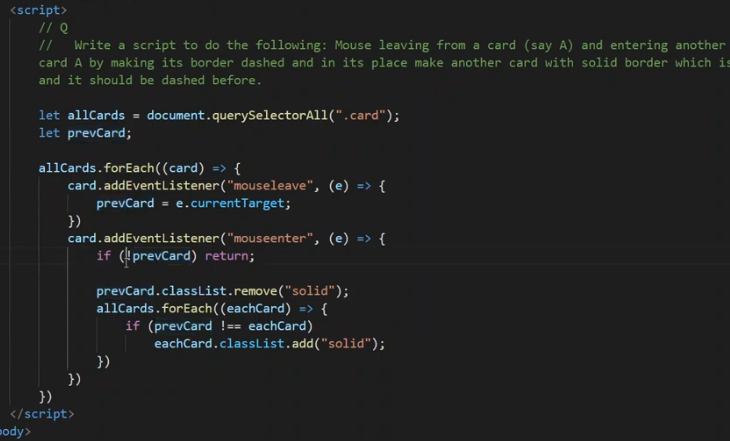 <script>
// Q
// Write a script to do the following: Mouse leaving from a card (say A) and entering another
card A by making its border dashed and in its place make another card with solid border which is
and it should be dashed before.
let allCards = document.querySelectorAll(".card");
let prevCard;
allCards.forEach((card) => {
card.addEventListener("mouseleave", (e) => {
prevCard = e.currentTarget;
})
card.addEventListener("mouseenter", (e) => {
if (!prevCard) return;
prevCard.classList.remove("solid");
allCards.forEach((eachCard) => {
if (prevCard !== eachCard)
eachCard.classList.add("solid");
})
})
})
</script>
body>